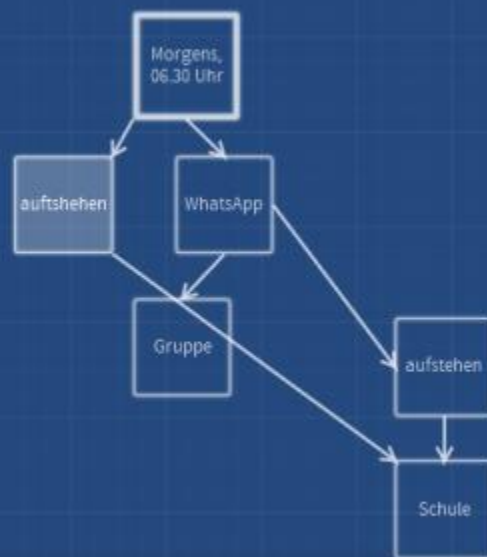 Morgens,
06.30 Uhr
auftshehen
WhatsApp
Gruppe
aufstehen
Schule